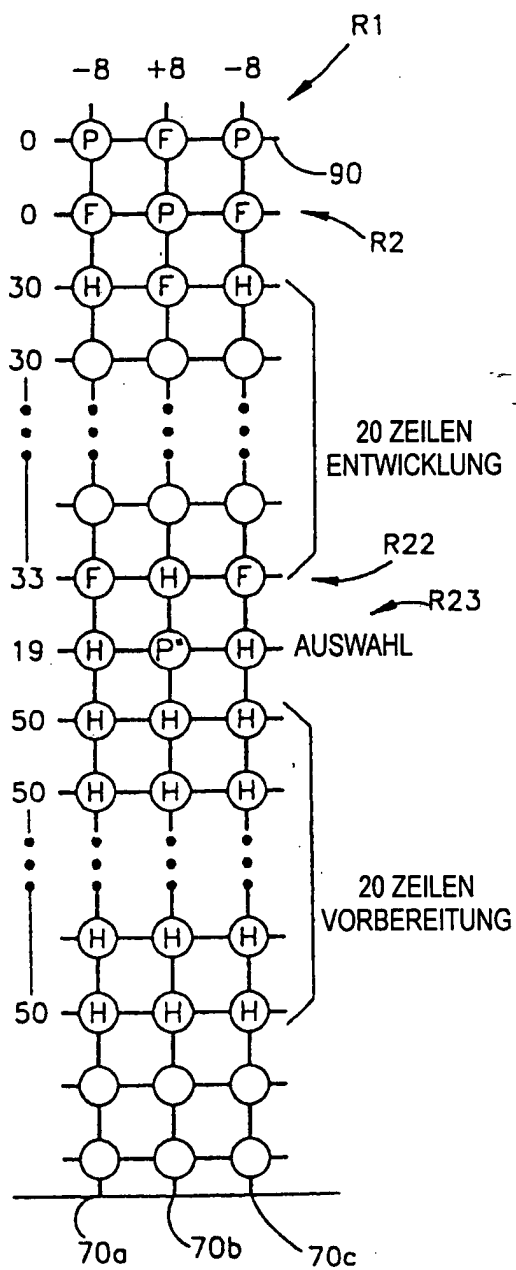 R1
-8 +8 -8
0 P F P 90
0 F P F R2
30 H F H
30
20 ZEILEN
ENTWICKLUNG
R22
33 F H F
R23
19 H P* H AUSWAHL
50 H H H
50 H H H
20 ZEILEN
VORBEREITUNG
H H H
50 H H H
70a 70b 70c